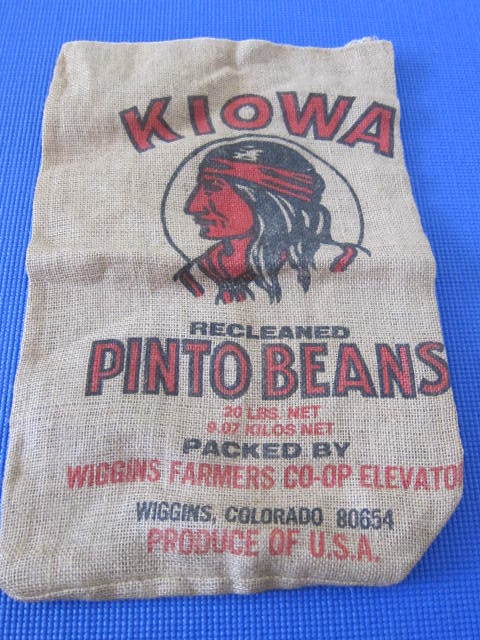 KIOWA
RECLEANED
PINTO BEANS
20 LBS. NET
9.07 KILOS NET
PACKED BY
WIGGINS FARMERS CO-OP ELEVATO
WIGGINS, COLORADO 80654
PRODUCE OF U.S.A.